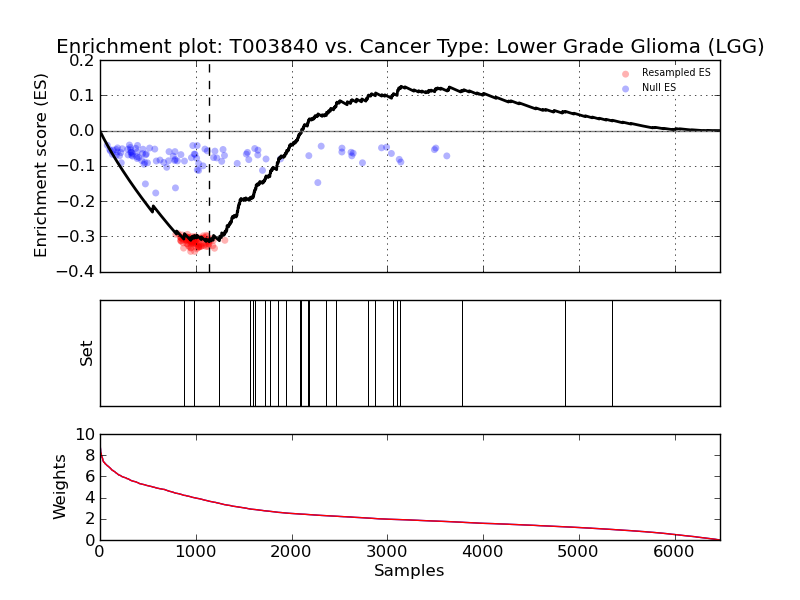 Enrichment plot: T003840 vs. Cancer Type: Lower Grade Glioma (LGG)
0.2
0.1
0.0
−0.1
−0.2
−0.3
−0.4
Enrichment score (ES)
Resampled ES
Null ES
Set
10
8
6
4
2
0
Weights
0 1000 2000 3000 4000 5000 6000
Samples